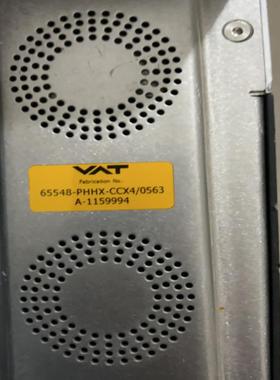 VAT
Fabrication No.
65548-PHHX-CCX4/0563
A-1159994